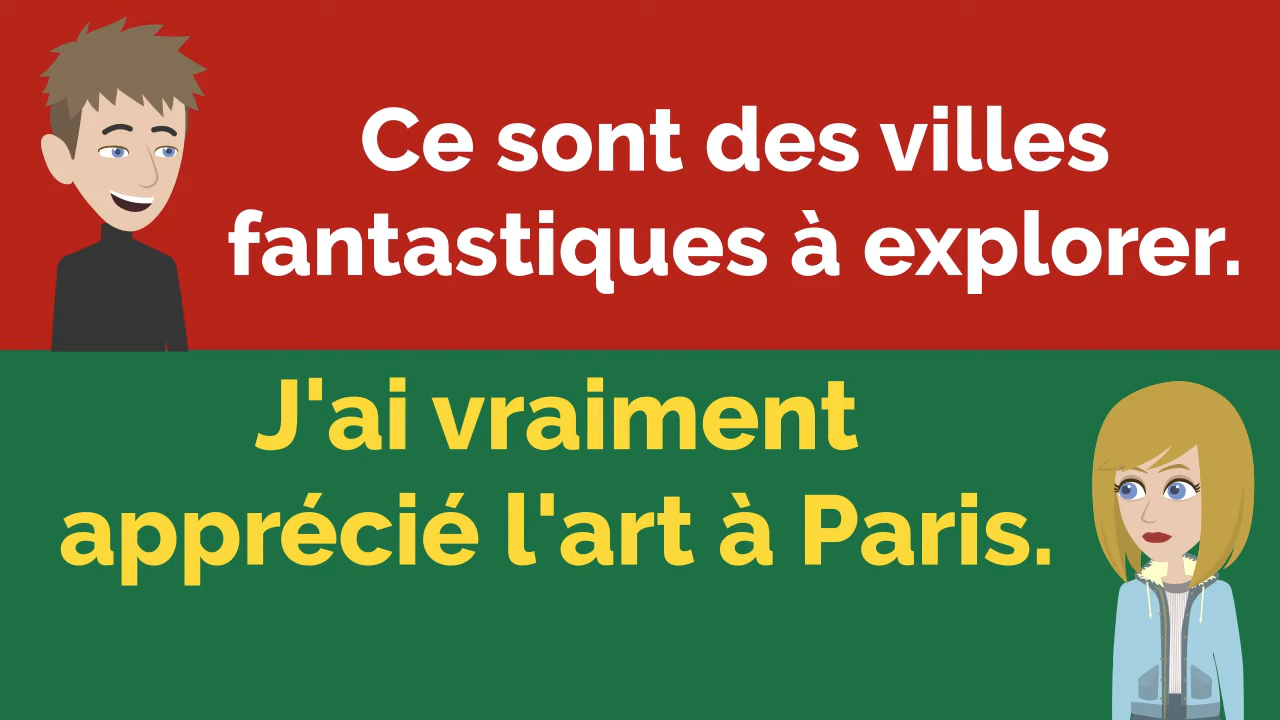 Ce sont des villes
fantastiques à explorer.
J'ai vraiment
apprécié l'art à Paris.